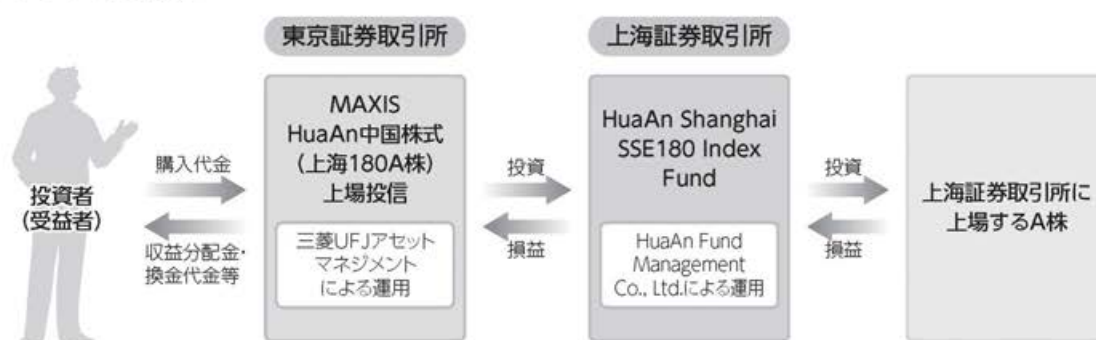 東京証券取引所
上海証券取引所
投資者
(受益者)
購入代金
収益分配金・
換金代金等
MAXIS
HuaAn中国株式
(上海180A株)
上場投信
三菱UFJアセット
マネジメント
による運用
投資
損益
HuaAn Shanghai
SSE180 Index
Fund
HuaAn Fund
Management
Co., Ltd.による運用
投資
損益
上海証券取引所に
上場するA株